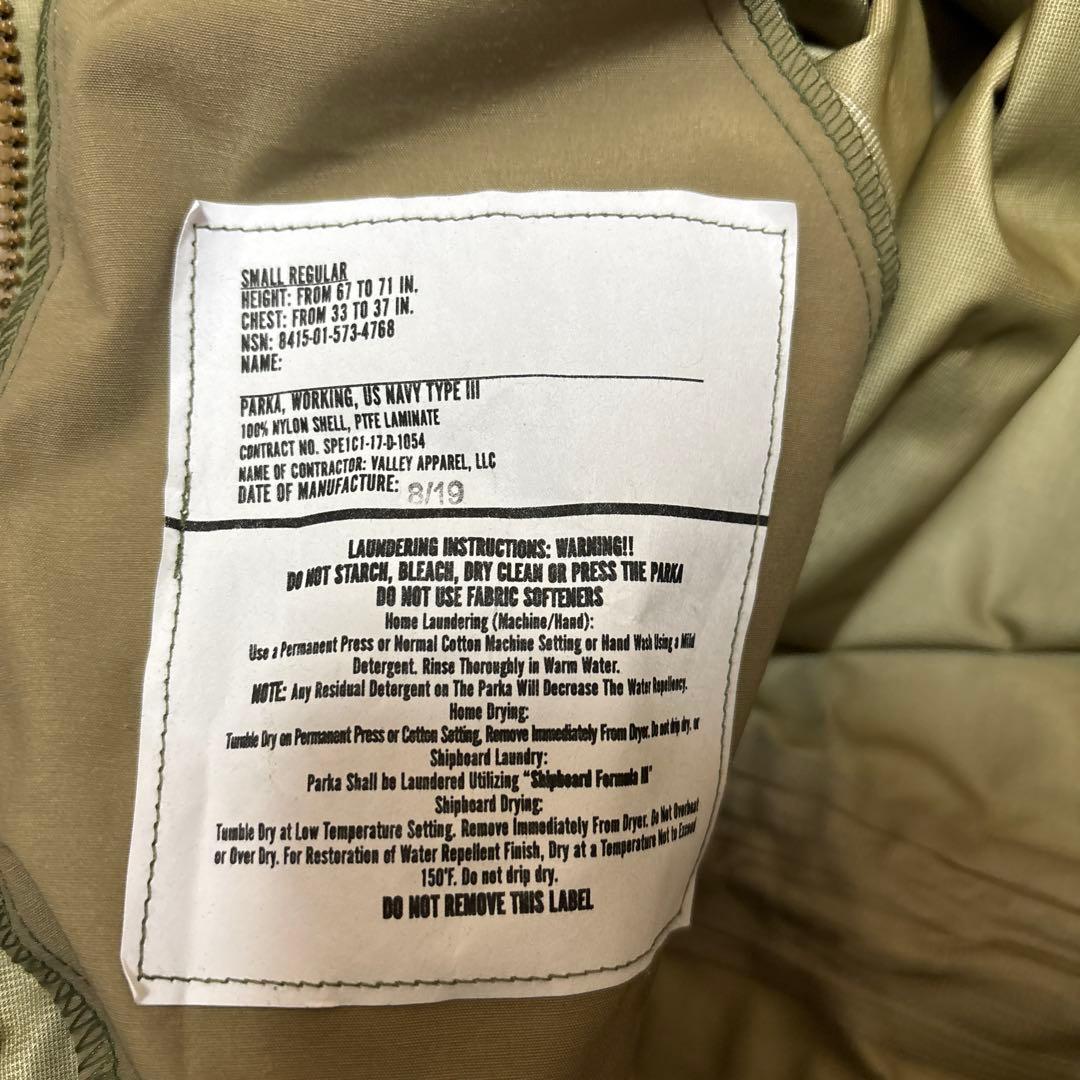 SMALL REGULAR
HEIGHT: FROM 67 TO 71 IN.
CHEST: FROM 33 TO 37 IN.
NSN: 8415-01-573-4768
NAME:
PARKA, WORKING, US NAVY TYPE III
100% NYLON SHELL, PTFE LAMINATE
CONTRACT NO. SPE1C1-17-D-1054
NAME OF CONTRACTOR: VALLEY APPAREL, LLC
DATE OF MANUFACTURE: 8/19
LAUNDERING INSTRUCTIONS: WARNING!!
DO NOT STARCH, BLEACH, DRY CLEAN OR PRESS THE PARKA
DO NOT USE FABRIC SOFTENERS
Home Laundering (Machine/Hand):
Use a Permanent Press or Normal Cotton Machine Setting or Hand Wash Using a Mild
Detergent. Rinse Thoroughly in Warm Water.
NOTE: Any Residual Detergent on The Parka Will Decrease The Water Repellency.
Home Drying:
Tumble Dry on Permanent Press or Cotton Setting, Remove Immediately From Dryer. Do not drip dry. or
Shipboard Laundry:
Parka Shall be Laundered Utilizing "Shipboard Formula II"
Shipboard Drying:
Tumble Dry at Low Temperature Setting. Remove Immediately From Dryer. Do Not Overheat
or Over Dry. For Restoration of Water Repellent Finish, Dry at a Temperature Not to Exceed
150°F. Do not drip dry.
DO NOT REMOVE THIS LABEL